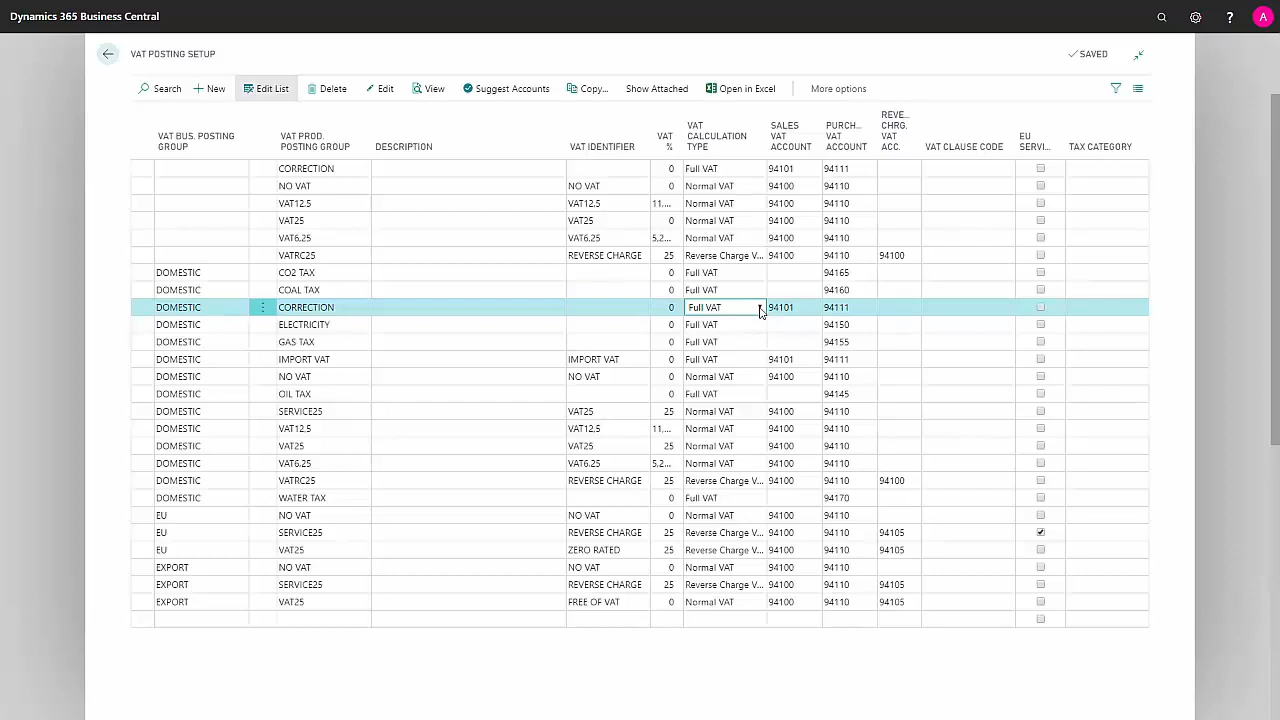 Dynamics 365 Business Central
A
VAT POSTING SETUP
SAVED
Search New Edit List Delete Edit View Suggest Accounts Copy... Show Attached Open in Excel More options
VAT BUS. POSTING GROUP VAT PROD. POSTING GROUP DESCRIPTION VAT IDENTIFIER VAT % VAT CALCULATION TYPE SALES VAT ACCOUNT PURCH... VAT ACCOUNT REVE... CHRG. VAT ACC. VAT CLAUSE CODE EU SERVI... TAX CATEGORY
CORRECTION 0 Full VAT 94101 94111
NO VAT NO VAT 0 Normal VAT 94100 94110
VAT12.5 VAT12.5 11,... Normal VAT 94100 94110
VAT25 VAT25 0 Normal VAT 94100 94110
VAT6.25 VAT6.25 5,2... Normal VAT 94100 94110
VATRC25 REVERSE CHARGE 25 Reverse Charge V... 94100 94110 94100
DOMESTIC CO2 TAX 0 Full VAT 94165
DOMESTIC COAL TAX 0 Full VAT 94160
DOMESTIC CORRECTION 0 Full VAT 94101 94111
DOMESTIC ELECTRICITY 0 Full VAT 94150
DOMESTIC GAS TAX 0 Full VAT 94155
DOMESTIC IMPORT VAT IMPORT VAT 0 Full VAT 94101 94111
DOMESTIC NO VAT NO VAT 0 Normal VAT 94100 94110
DOMESTIC OIL TAX 0 Full VAT 94145
DOMESTIC SERVICE25 VAT25 25 Normal VAT 94100 94110
DOMESTIC VAT12.5 VAT12.5 11,... Normal VAT 94100 94110
DOMESTIC VAT25 VAT25 25 Normal VAT 94100 94110
DOMESTIC VAT6.25 VAT6.25 5,2... Normal VAT 94100 94110
DOMESTIC VATRC25 REVERSE CHARGE 25 Reverse Charge V... 94100 94110 94100
DOMESTIC WATER TAX 0 Full VAT 94170
EU NO VAT NO VAT 0 Normal VAT 94100 94110
EU SERVICE25 REVERSE CHARGE 25 Reverse Charge V... 94100 94110 94105
EU VAT25 ZERO RATED 25 Reverse Charge V... 94100 94110 94105
EXPORT NO VAT NO VAT 0 Normal VAT 94100 94110
EXPORT SERVICE25 REVERSE CHARGE 25 Reverse Charge V... 94100 94110 94105
EXPORT VAT25 FREE OF VAT 0 Normal VAT 94100 94110 94105